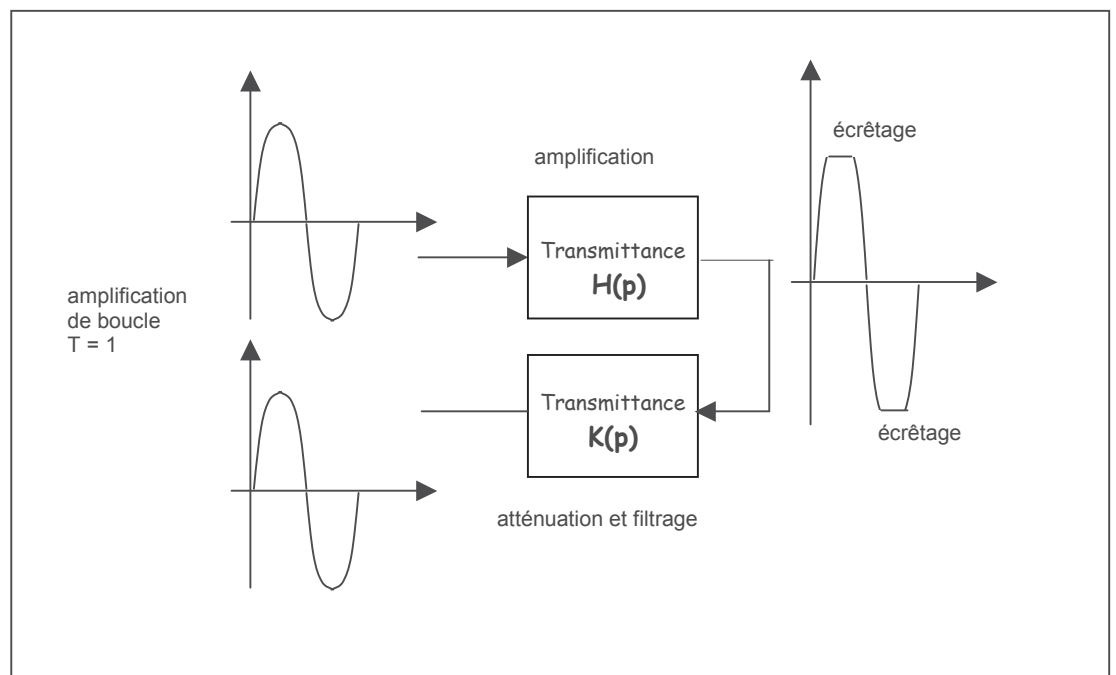 écrêtage
amplification
Transmittance
H(p)
amplification
de boucle
T = 1
Transmittance
K(p)
écrêtage
atténuation et filtrage